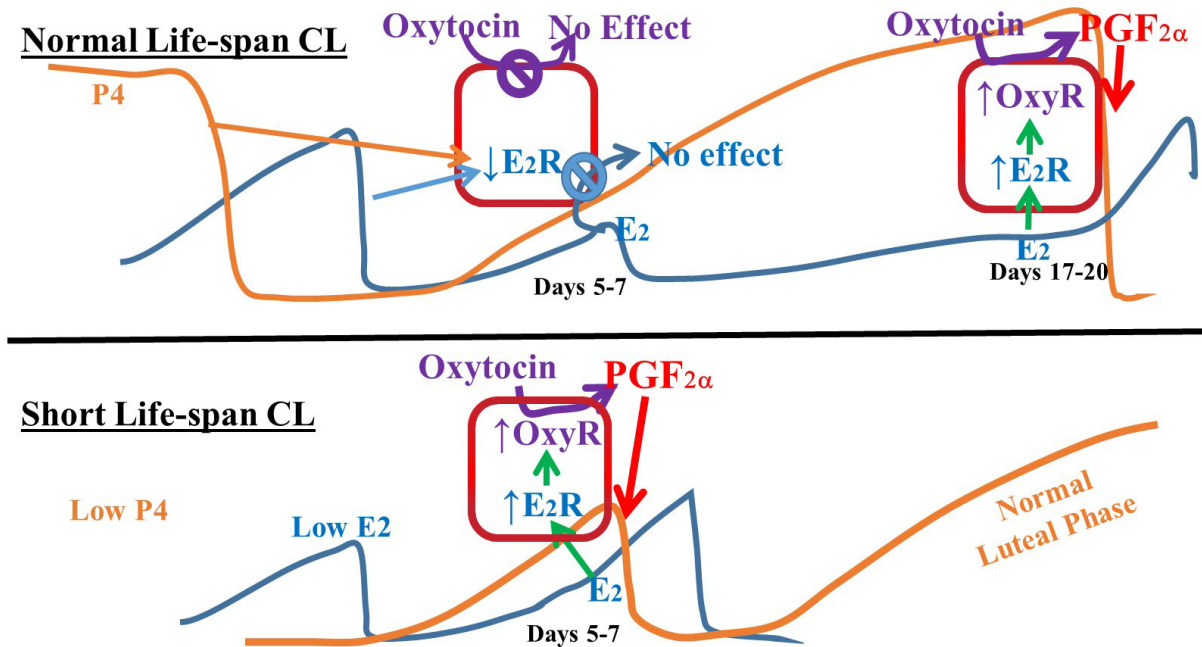 Normal Life-span CL
Oxytocin No Effect
Oxytocin PGF2α
P4
↑OxyR
↓E2R No effect
↑E2R
E2
E2
Days 5-7
Days 17-20
Oxytocin PGF2α
Short Life-span CL
↑OxyR
Low P4
↑E2R
Low E2
Normal
Luteal Phase
E2
Days 5-7